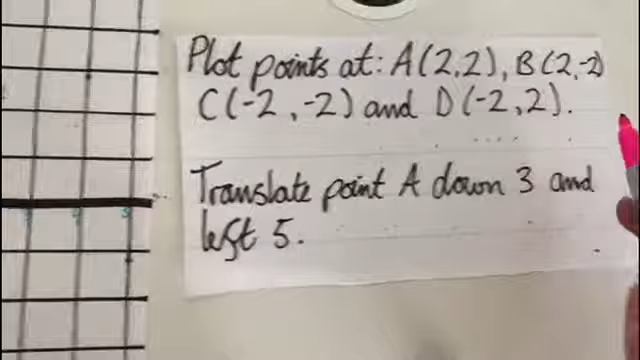 Plot points at: A(2,2), B(2,-2)
C(-2,-2) and D(-2,2).
Translate point A down 3 and
left 5.